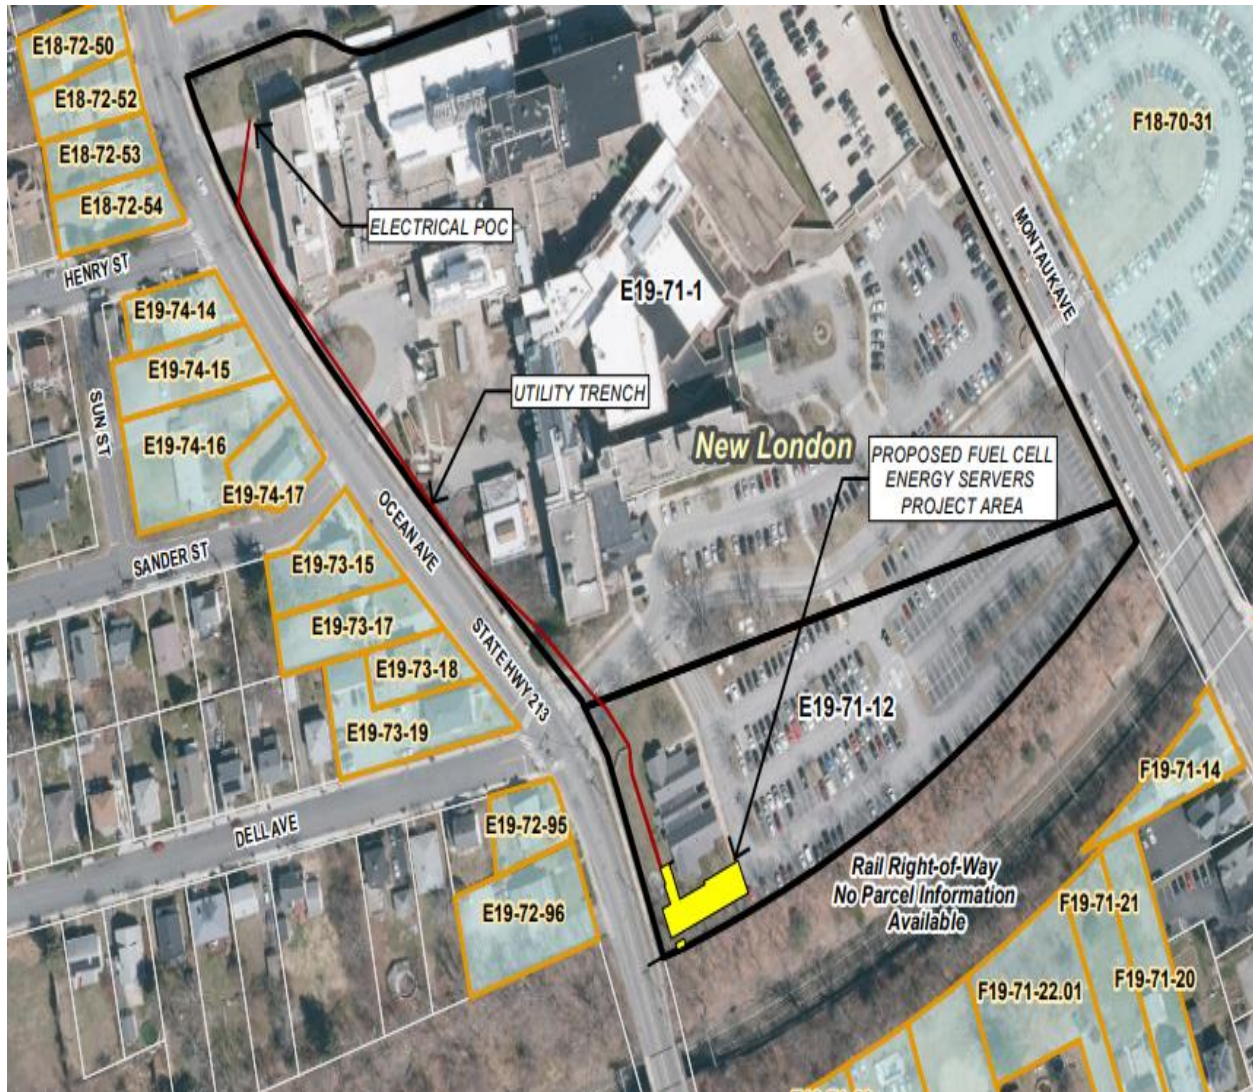 E18-72-50
E18-72-52
E18-72-53
E18-72-54
F18-70-31
ELECTRICAL POC
HENRY ST
MONTAUK AVE
E19-71-1
E19-74-14
E19-74-15
UTILITY TRENCH
SUN ST
E19-74-16
New London
PROPOSED FUEL CELL
ENERGY SERVERS
PROJECT AREA
E19-74-17
OCEAN AVE
SANDER ST
E19-73-15
E19-73-17
STATE HWY 213
E19-73-18
E19-71-12
E19-73-19
F19-71-14
DELL AVE
E19-72-95
Rail Right-of-Way
No Parcel Information
Available
E19-72-96
F19-71-21
F19-71-20
F19-71-22.01